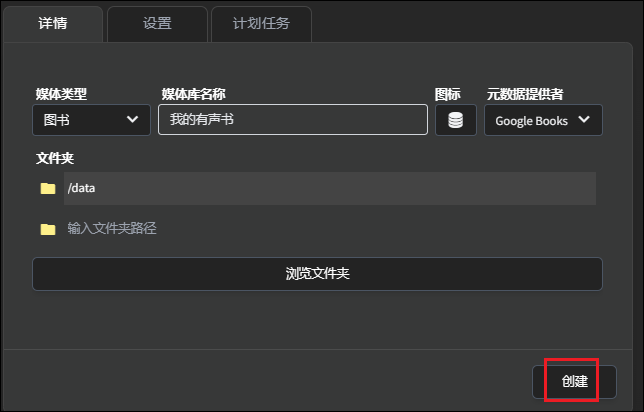 详情 设置 计划任务
媒体类型 媒体库名称 图标 元数据提供者
图书 我的有声书 Google Books
文件夹
/data
输入文件夹路径
浏览文件夹
创建